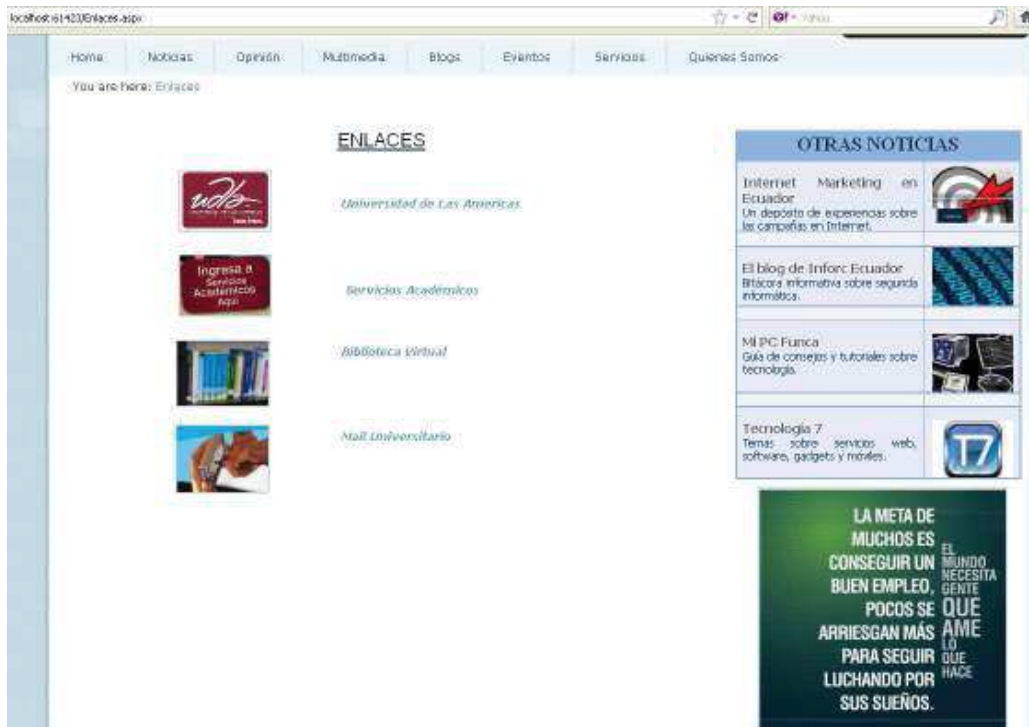 localhost:61423/Enlaces.aspx
Yahoo
Home Noticias Opinión Multimedia Blogs Eventos Servicios Quienes Somos
You are here: Enlaces
ENLACES
udla
Universidad de Las Americas
Ingresa a
Servicios
Académicos
Aquí
Servicios Académicos
Biblioteca Virtual
Mail Universitario
OTRAS NOTICIAS
Internet Marketing en
Ecuador
Un depósito de experiencias sobre
las campañas en Internet.
El blog de Inforc Ecuador
Bitácora informativa sobre segunda
informática.
Mi PC Funca
Guía de consejos y tutoriales sobre
tecnología.
Tecnología 7
Temas sobre servicios web,
software, gadgets y móviles.
T7
LA META DE
MUCHOS ES
CONSEGUIR UN
BUEN EMPLEO,
POCOS SE
ARRIESGAN MÁS
PARA SEGUIR
LUCHANDO POR
SUS SUEÑOS.
EL
MUNDO
NECESITA
GENTE
QUE
AME
LO
QUE
HACE